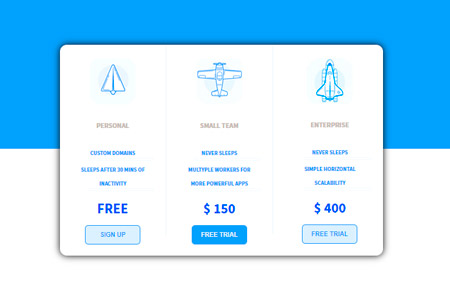 PERSONAL
CUSTOM DOMAINS
SLEEPS AFTER 30 MINS OF
INACTIVITY
FREE
SIGN UP
SMALL TEAM
NEVER SLEEPS
MULTYPLE WORKERS FOR
MORE POWERFUL APPS
$ 150
FREE TRIAL
ENTERPRISE
NEVER SLEEPS
SIMPLE HORIZONTAL
SCALABILITY
$ 400
FREE TRIAL